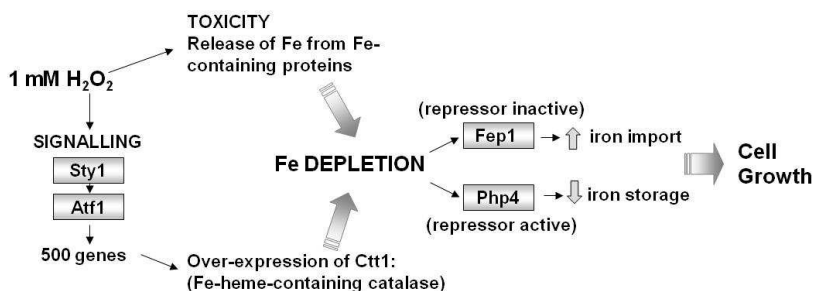 TOXICITY
Release of Fe from Fe-
containing proteins
1 mM H₂O₂
SIGNALLING
Sty1
Atf1
500 genes
Over-expression of Ctt1:
(Fe-heme-containing catalase)
Fe DEPLETION
(repressor inactive)
Fep1
iron import
Php4
iron storage
(repressor active)
Cell
Growth